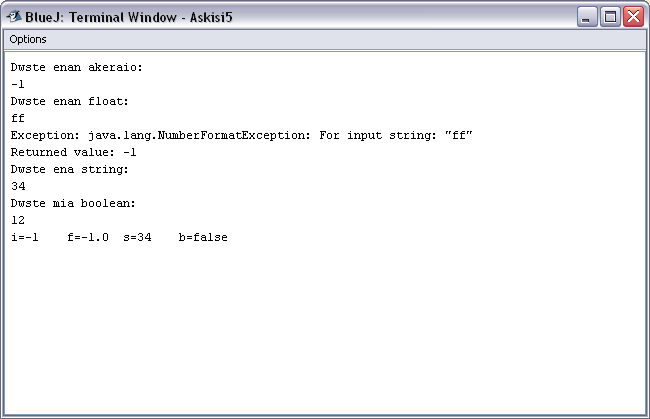 BlueJ: Terminal Window - Askisi5
Options
Dwste enan akeraio:
-1
Dwste enan float:
ff
Exception: java.lang.NumberFormatException: For input string: "ff"
Returned value: -1
Dwste ena string:
34
Dwste mia boolean:
12
i=-1    f=-1.0  s=34    b=false